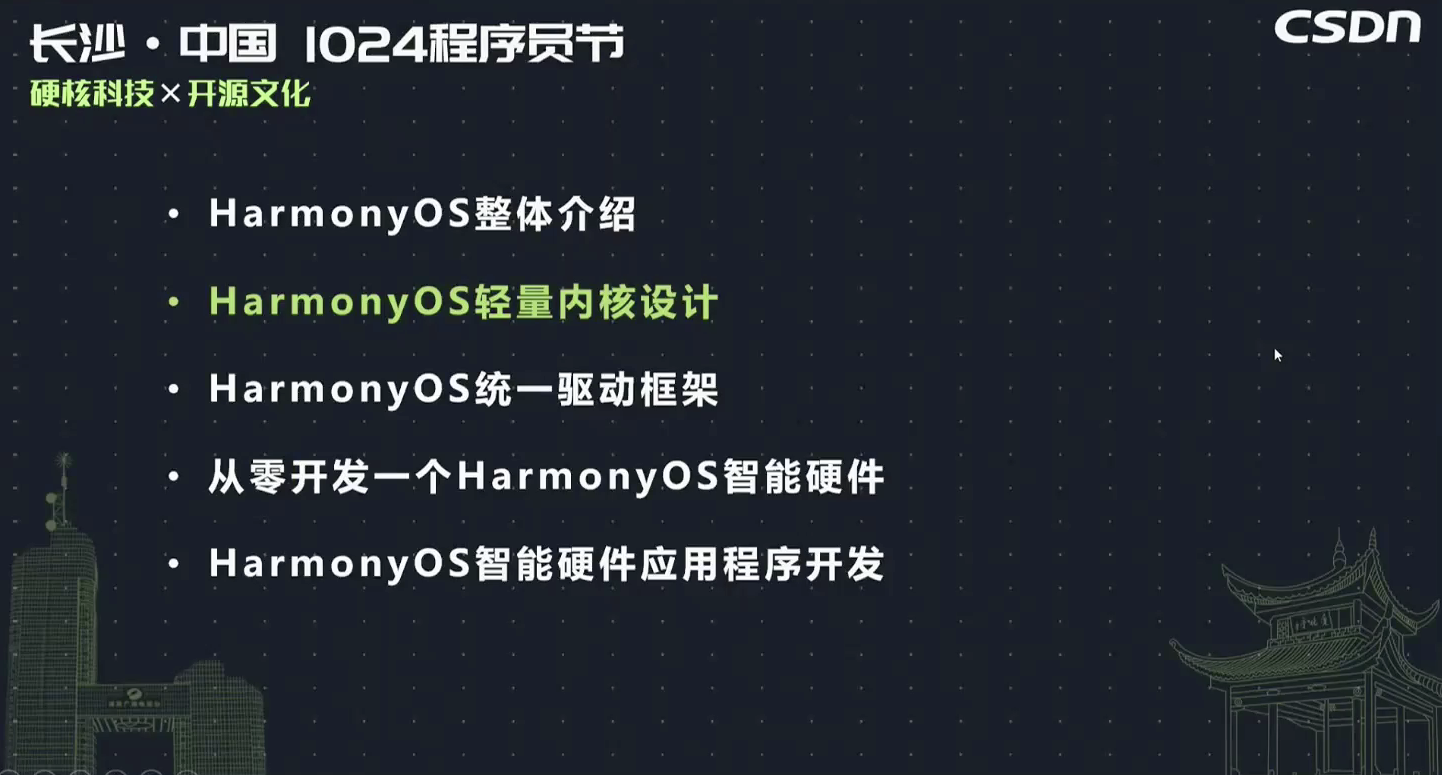 长沙·中国 1024程序员节
CSDN
硬核科技×开源文化
• HarmonyOS整体介绍
• HarmonyOS轻量内核设计
• HarmonyOS统一驱动框架
• 从零开发一个HarmonyOS智能硬件
• HarmonyOS智能硬件应用程序开发